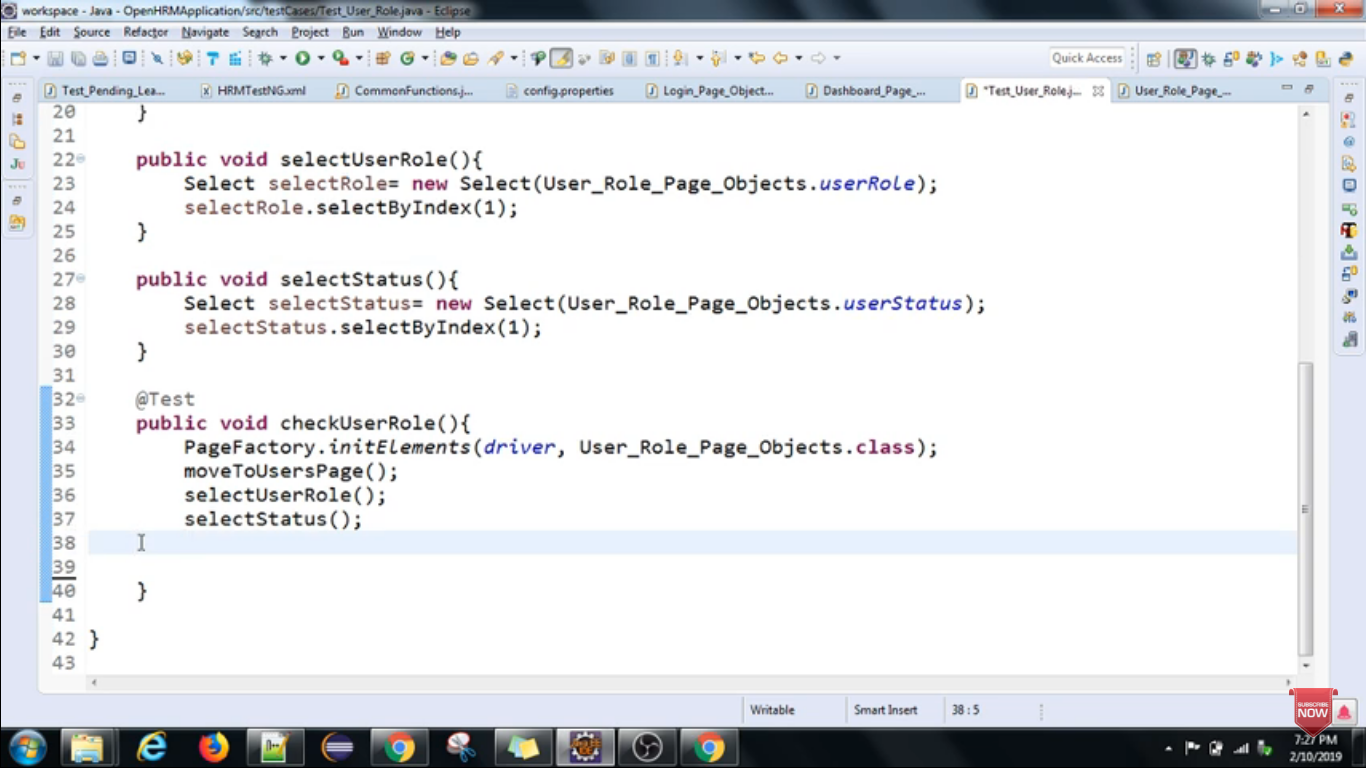 workspace - Java - OpenHRMApplication/src/testCases/Test_User_Role.java - Eclipse
File Edit Source Refactor Navigate Search Project Run Window Help
Quick Access
Test_Pending_Lea... HRMTestNG.xml CommonFunctions.j... config.properties Login_Page_Object... Dashboard_Page_... *Test_User_Role.j... User_Role_Page_...
20 }
21
22 public void selectUserRole(){
23 Select selectRole= new Select(User_Role_Page_Objects.userRole);
24 selectRole.selectByIndex(1);
25 }
26
27 public void selectStatus(){
28 Select selectStatus= new Select(User_Role_Page_Objects.userStatus);
29 selectStatus.selectByIndex(1);
30 }
31
32 @Test
33 public void checkUserRole(){
34 PageFactory.initElements(driver, User_Role_Page_Objects.class);
35 moveToUsersPage();
36 selectUserRole();
37 selectStatus();
38
39
40 }
41
42 }
43
Writable Smart Insert 38 : 5
SUBSCRIBE
NOW
7:27 PM
2/10/2019